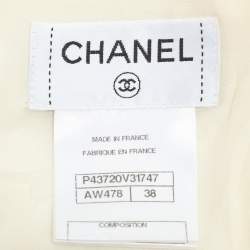 CHANEL
MADE IN FRANCE
FABRIQUE EN FRANCE
P43720V31747
AW478 38
COMPOSITION